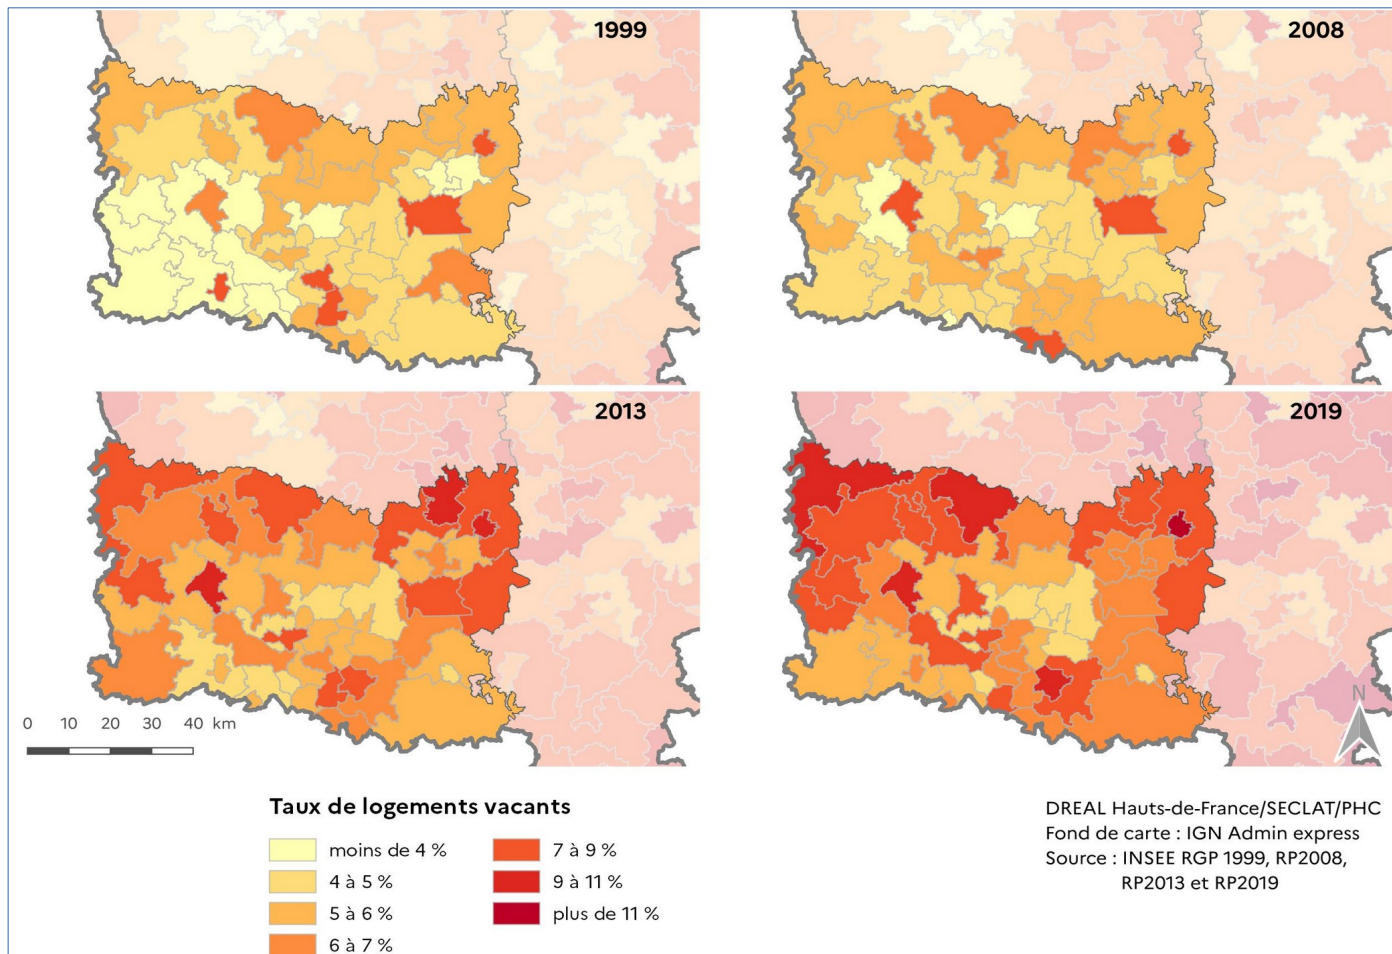 1999
2008
2013
2019
0 10 20 30 40 km
N
Taux de logements vacants
moins de 4 %
4 à 5 %
5 à 6 %
6 à 7 %
7 à 9 %
9 à 11 %
plus de 11 %
DREAL Hauts-de-France/SECLAT/PHC
Fond de carte : IGN Admin express
Source : INSEE RGP 1999, RP2008,
RP2013 et RP2019